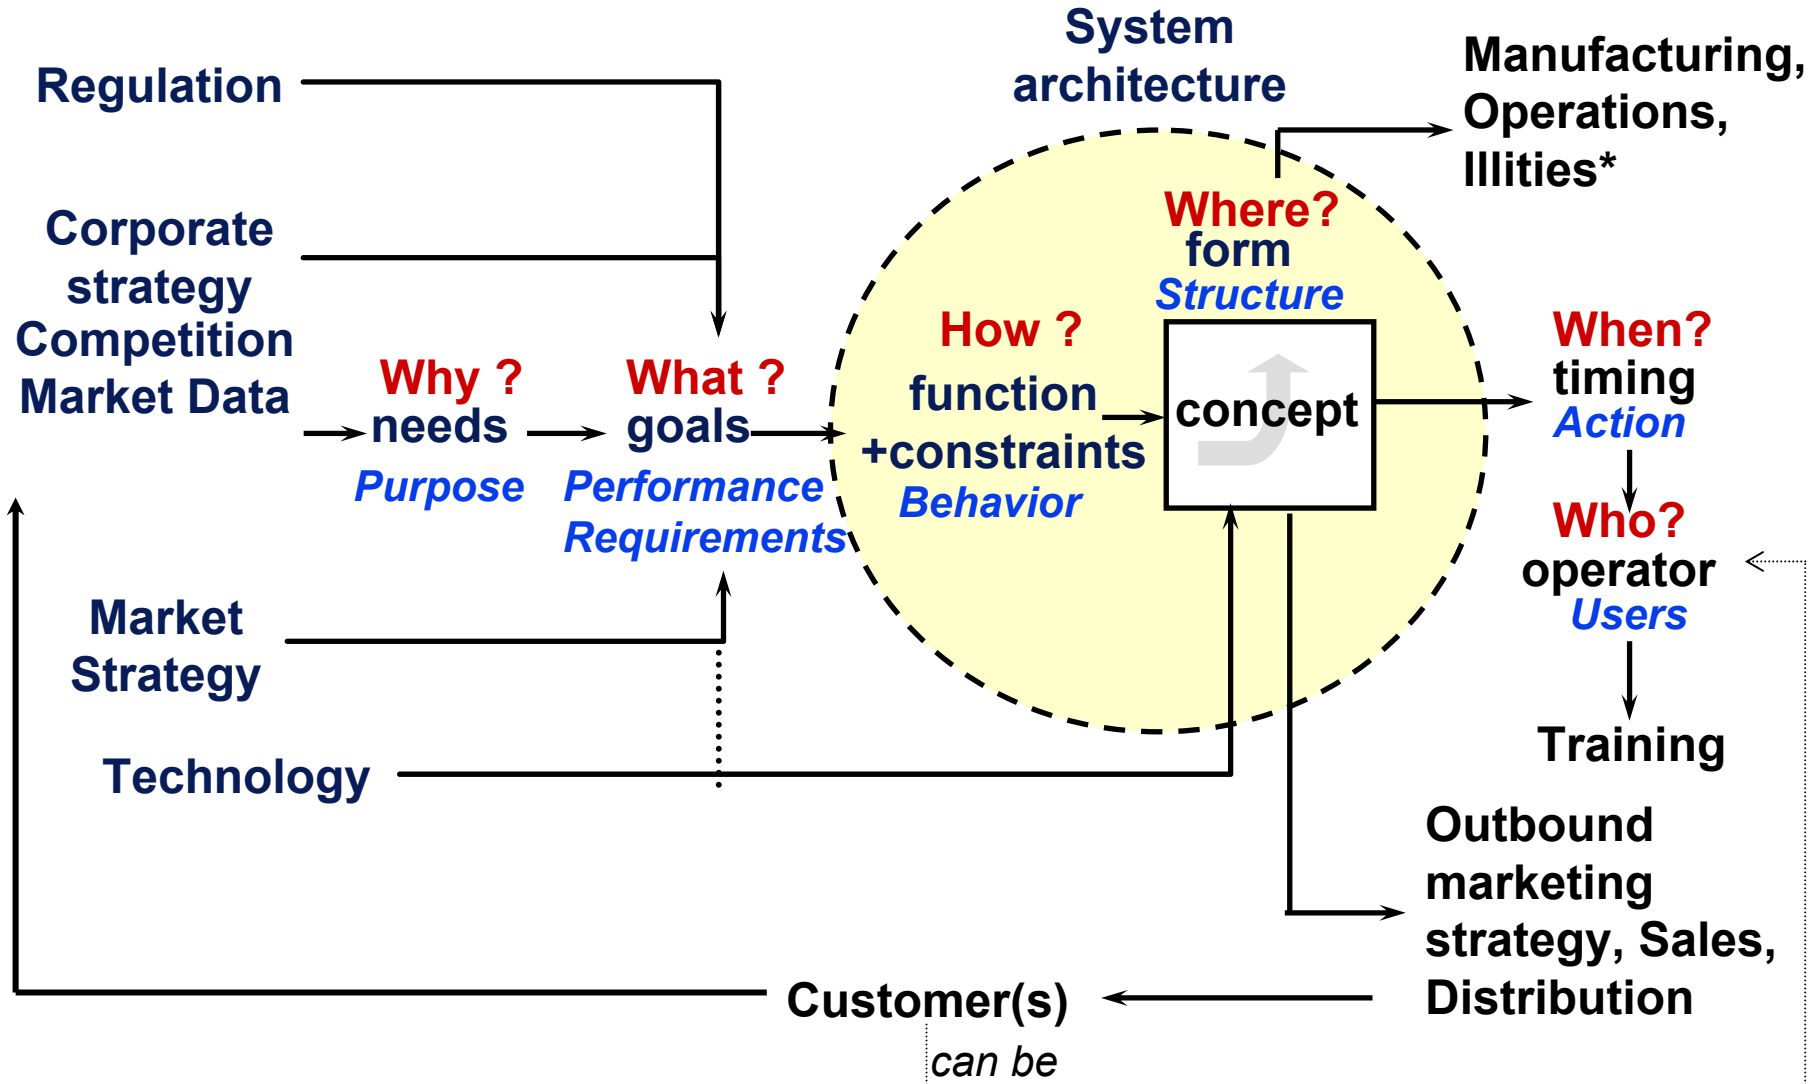 System
architecture
Manufacturing,
Operations,
Illities*
Regulation
Corporate
strategy
Competition
Market Data
Why ?
needs
Purpose
What ?
goals
Performance
Requirements
How ?
function
+constraints
Behavior
Where?
form
Structure
concept
When?
timing
Action
Who?
operator
Users
Training
Market
Strategy
Technology
Outbound
marketing
strategy, Sales,
Distribution
Customer(s)
can be